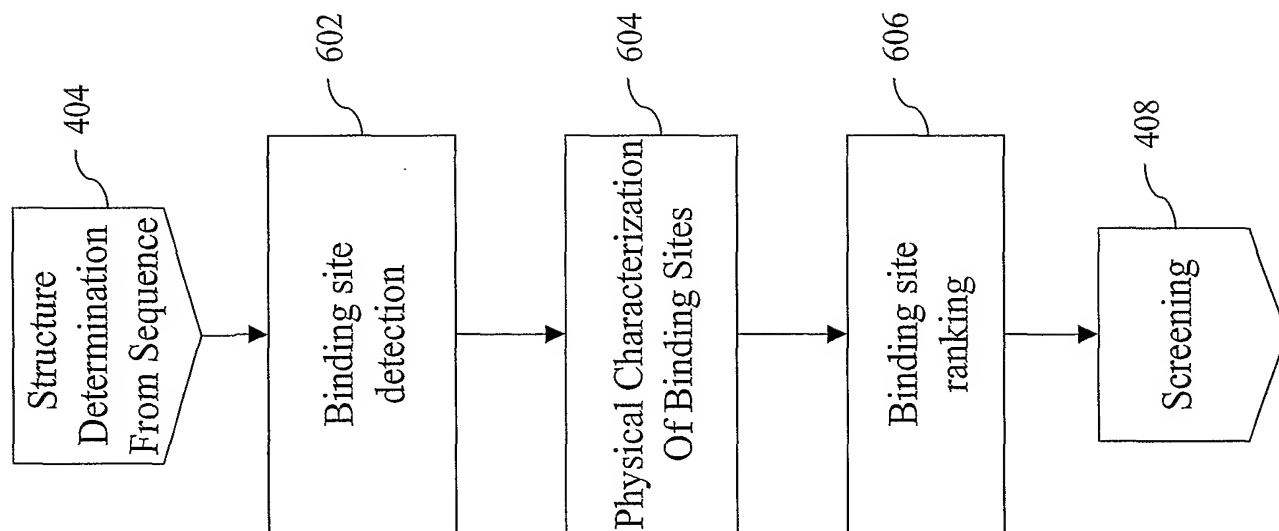 Structure
Determination
From Sequence
404
Binding site
detection
602
Physical Characterization
Of Binding Sites
604
Binding site
ranking
606
Screening
408